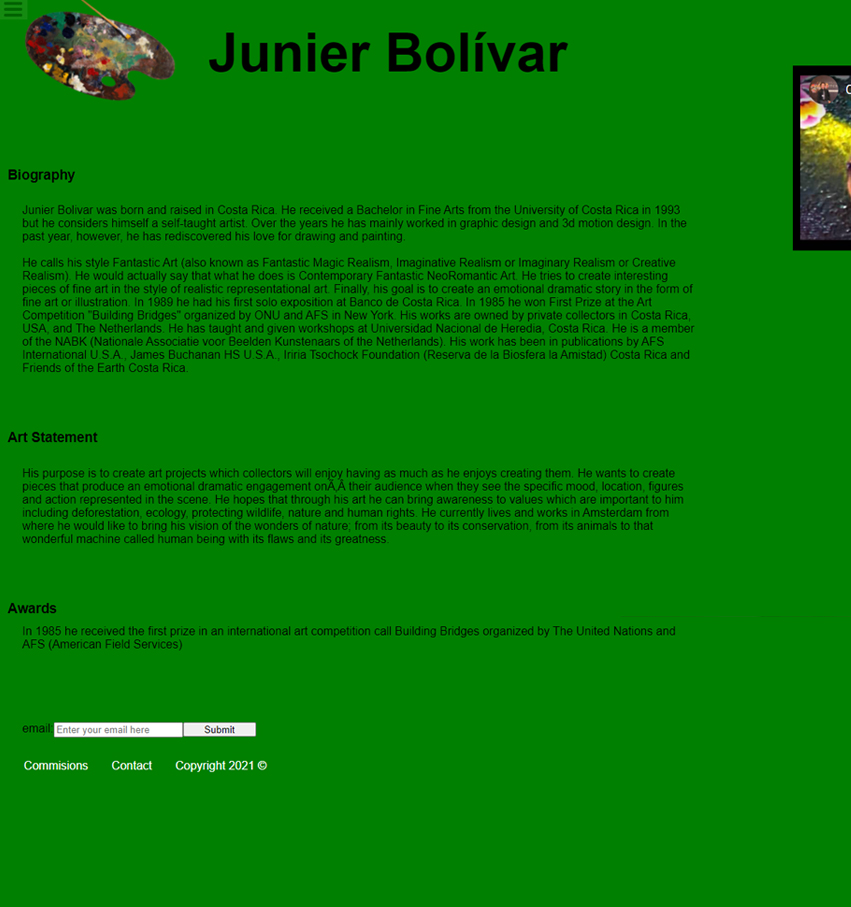 Junier Bolívar
Biography
Junier Bolivar was born and raised in Costa Rica. He received a Bachelor in Fine Arts from the University of Costa Rica in 1993
but he considers himself a self-taught artist. Over the years he has mainly worked in graphic design and 3d motion design. In the
past year, however, he has rediscovered his love for drawing and painting.
He calls his style Fantastic Art (also known as Fantastic Magic Realism, Imaginative Realism or Imaginary Realism or Creative
Realism). He would actually say that what he does is Contemporary Fantastic NeoRomantic Art. He tries to create interesting
pieces of fine art in the style of realistic representational art. Finally, his goal is to create an emotional dramatic story in the form of
fine art or illustration. In 1989 he had his first solo exposition at Banco de Costa Rica. In 1985 he won First Prize at the Art
Competition "Building Bridges" organized by ONU and AFS in New York. His works are owned by private collectors in Costa Rica,
USA, and The Netherlands. He has taught and given workshops at Universidad Nacional de Heredia, Costa Rica. He is a member
of the NABK (Nationale Associatie voor Beelden Kunstenaars of the Netherlands). His work has been in publications by AFS
International U.S.A., James Buchanan HS U.S.A., Iriria Tsochock Foundation (Reserva de la Biosfera la Amistad) Costa Rica and
Friends of the Earth Costa Rica.
Art Statement
His purpose is to create art projects which collectors will enjoy having as much as he enjoys creating them. He wants to create
pieces that produce an emotional dramatic engagement onÃ‚Â their audience when they see the specific mood, location, figures
and action represented in the scene. He hopes that through his art he can bring awareness to values which are important to him
including deforestation, ecology, protecting wildlife, nature and human rights. He currently lives and works in Amsterdam from
where he would like to bring his vision of the wonders of nature; from its beauty to its conservation, from its animals to that
wonderful machine called human being with its flaws and its greatness.
Awards
In 1985 he received the first prize in an international art competition call Building Bridges organized by The United Nations and
AFS (American Field Services)
email: Enter your email here Submit
Commisions Contact Copyright 2021 ©